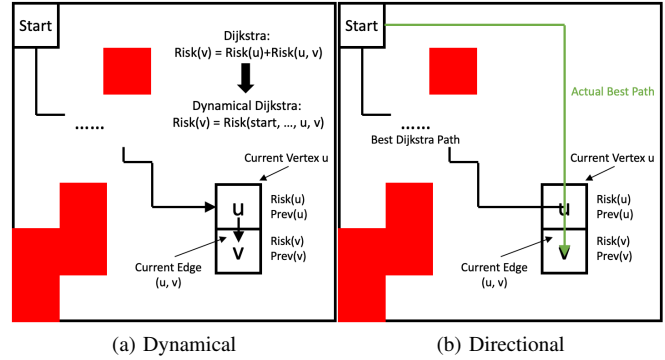 Start
Dijkstra:
Risk(v) = Risk(u)+Risk(u, v)
Dynamical Dijkstra:
Risk(v) = Risk(start, ..., u, v)
......
Current Vertex u
u
Risk(u)
Prev(u)
v
Risk(v)
Prev(v)
Current Edge
(u, v)
(a) Dynamical
Start
Actual Best Path
......
Best Dijkstra Path
Current Vertex u
u
Risk(u)
Prev(u)
v
Risk(v)
Prev(v)
Current Edge
(u, v)
(b) Directional